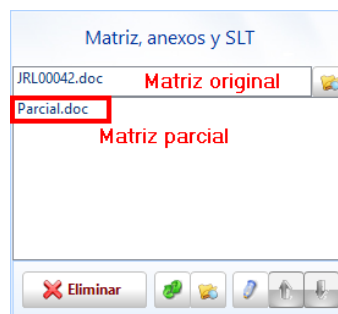 Matriz, anexos y SLT
JRL00042.doc Matriz original
Parcial.doc
Matriz parcial
Eliminar